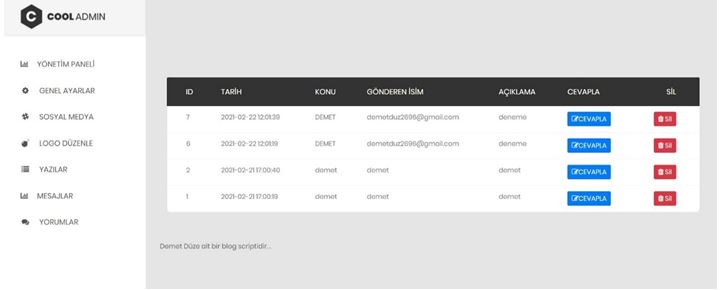 C COOL ADMIN
YÖNETİM PANELİ
GENEL AYARLAR
SOSYAL MEDYA
LOGO DÜZENLE
YAZILAR
MESAJLAR
YORUMLAR
ID TARİH KONU GÖNDEREN İSİM AÇIKLAMA CEVAPLA SİL
7 2021-02-22 12:01:39 DEMET demetduz2696@gmail.com deneme CEVAPLA Sil
6 2021-02-22 12:01:19 DEMET demetduz2696@gmail.com deneme CEVAPLA Sil
2 2021-02-21 17:00:40 demet demet demet CEVAPLA Sil
1 2021-02-21 17:00:19 demet demet demet CEVAPLA Sil
Demet Düze ait bir blog scriptidir...